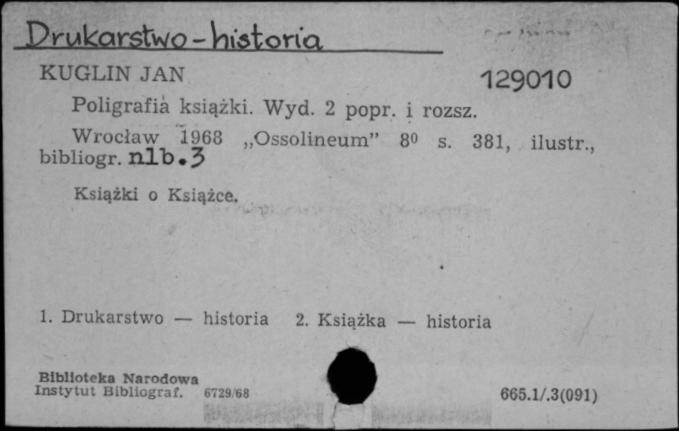 Drukarstwo - historia
KUGLIN JAN 129010
Poligrafia książki. Wyd. 2 popr. i rozsz.
Wrocław 1968 „Ossolineum” 8⁰ s. 381, ilustr.,
bibliogr. nlb. 3
Książki o Książce.
1. Drukarstwo — historia 2. Książka — historia
Biblioteka Narodowa
Instytut Bibliograf. 6729/68 665.1/.3(091)